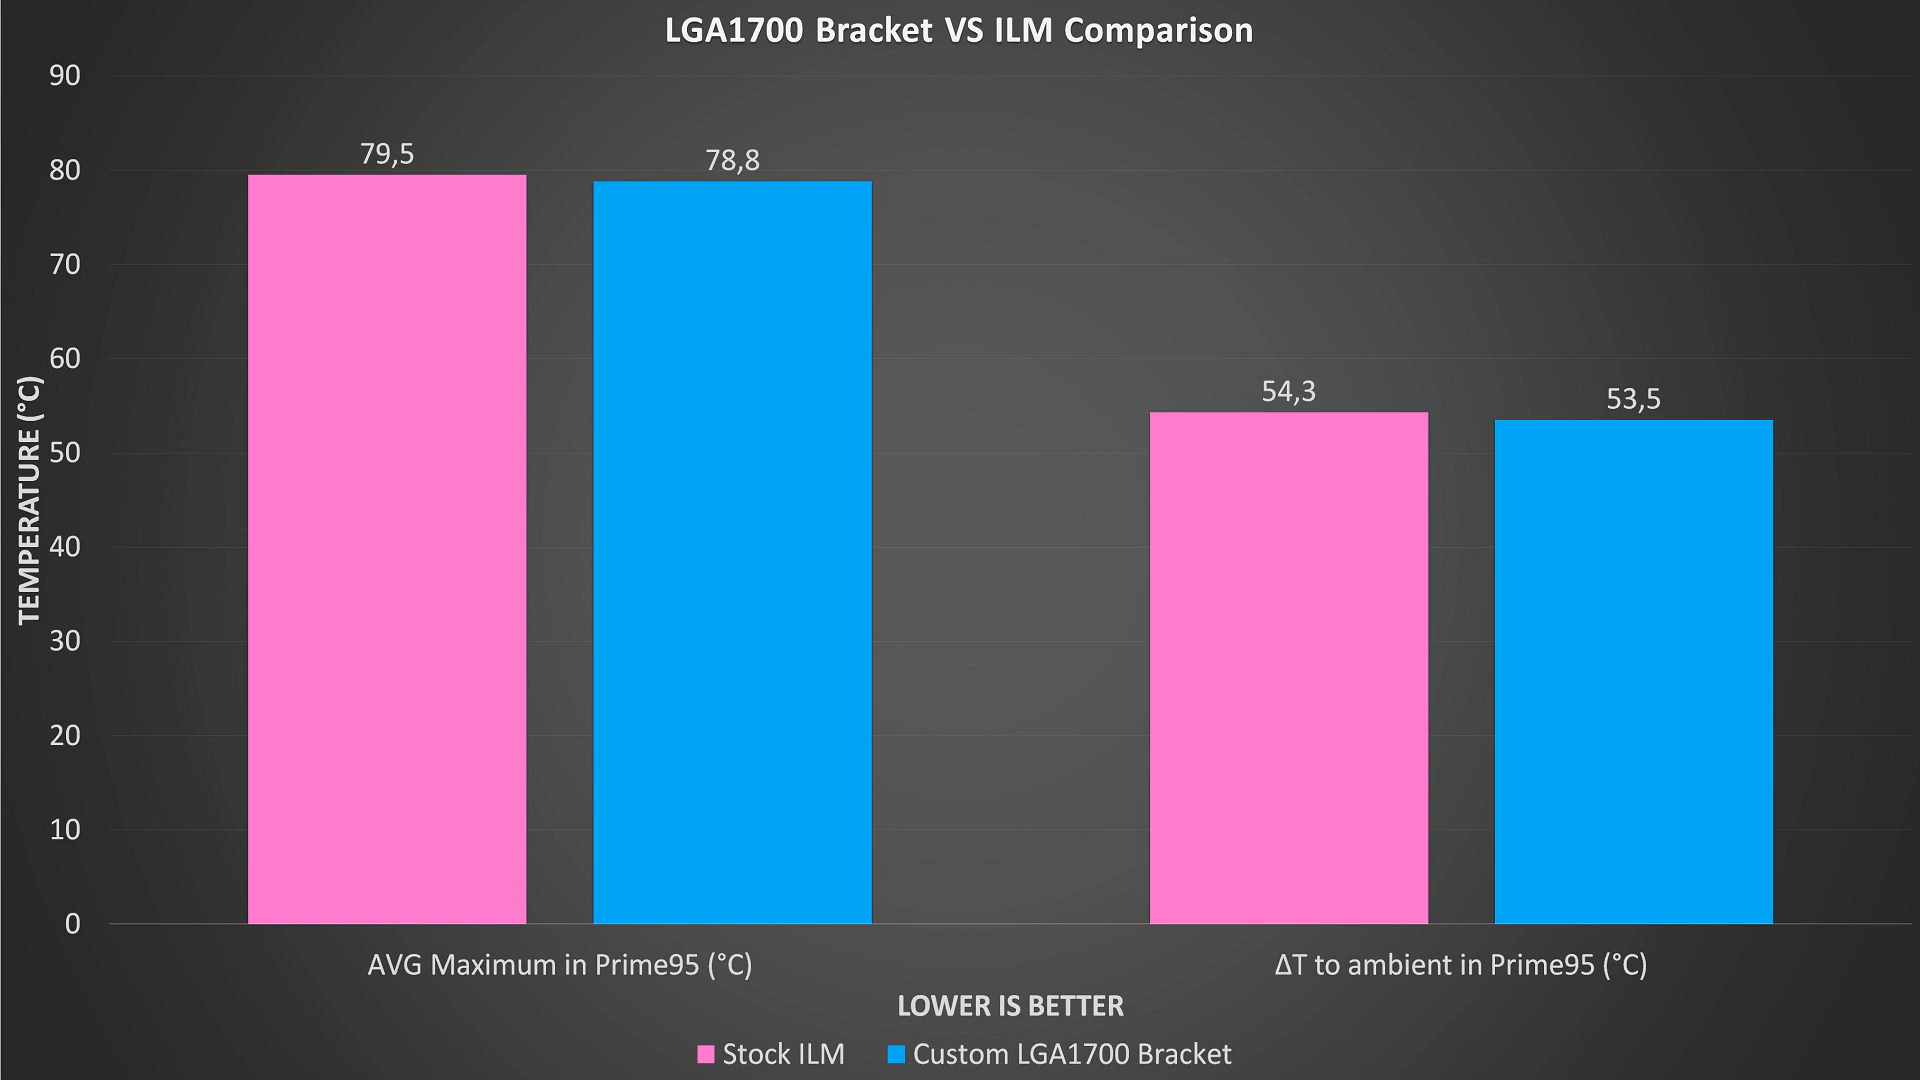 LGA1700 Bracket VS ILM Comparison
90
80
70
60
50
40
30
20
10
0
TEMPERATURE (°C)
79,5
78,8
54,3
53,5
AVG Maximum in Prime95 (°C)
ΔT to ambient in Prime95 (°C)
LOWER IS BETTER
Stock ILM
Custom LGA1700 Bracket